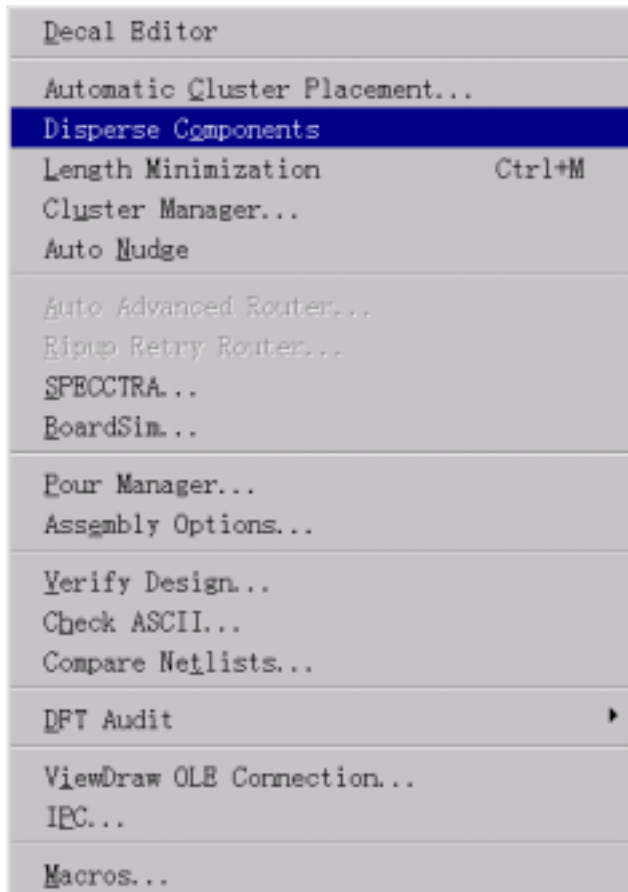 Decal Editor
Automatic Cluster Placement...
Disperse Components
Length Minimization Ctrl+M
Cluster Manager...
Auto Nudge
Auto Advanced Router...
Ripup Retry Router...
SPECCTRA...
BoardSim...
Pour Manager...
Assembly Options...
Verify Design...
Check ASCII...
Compare Netlists...
DFT Audit
ViewDraw OLE Connection...
IPC...
Macros...